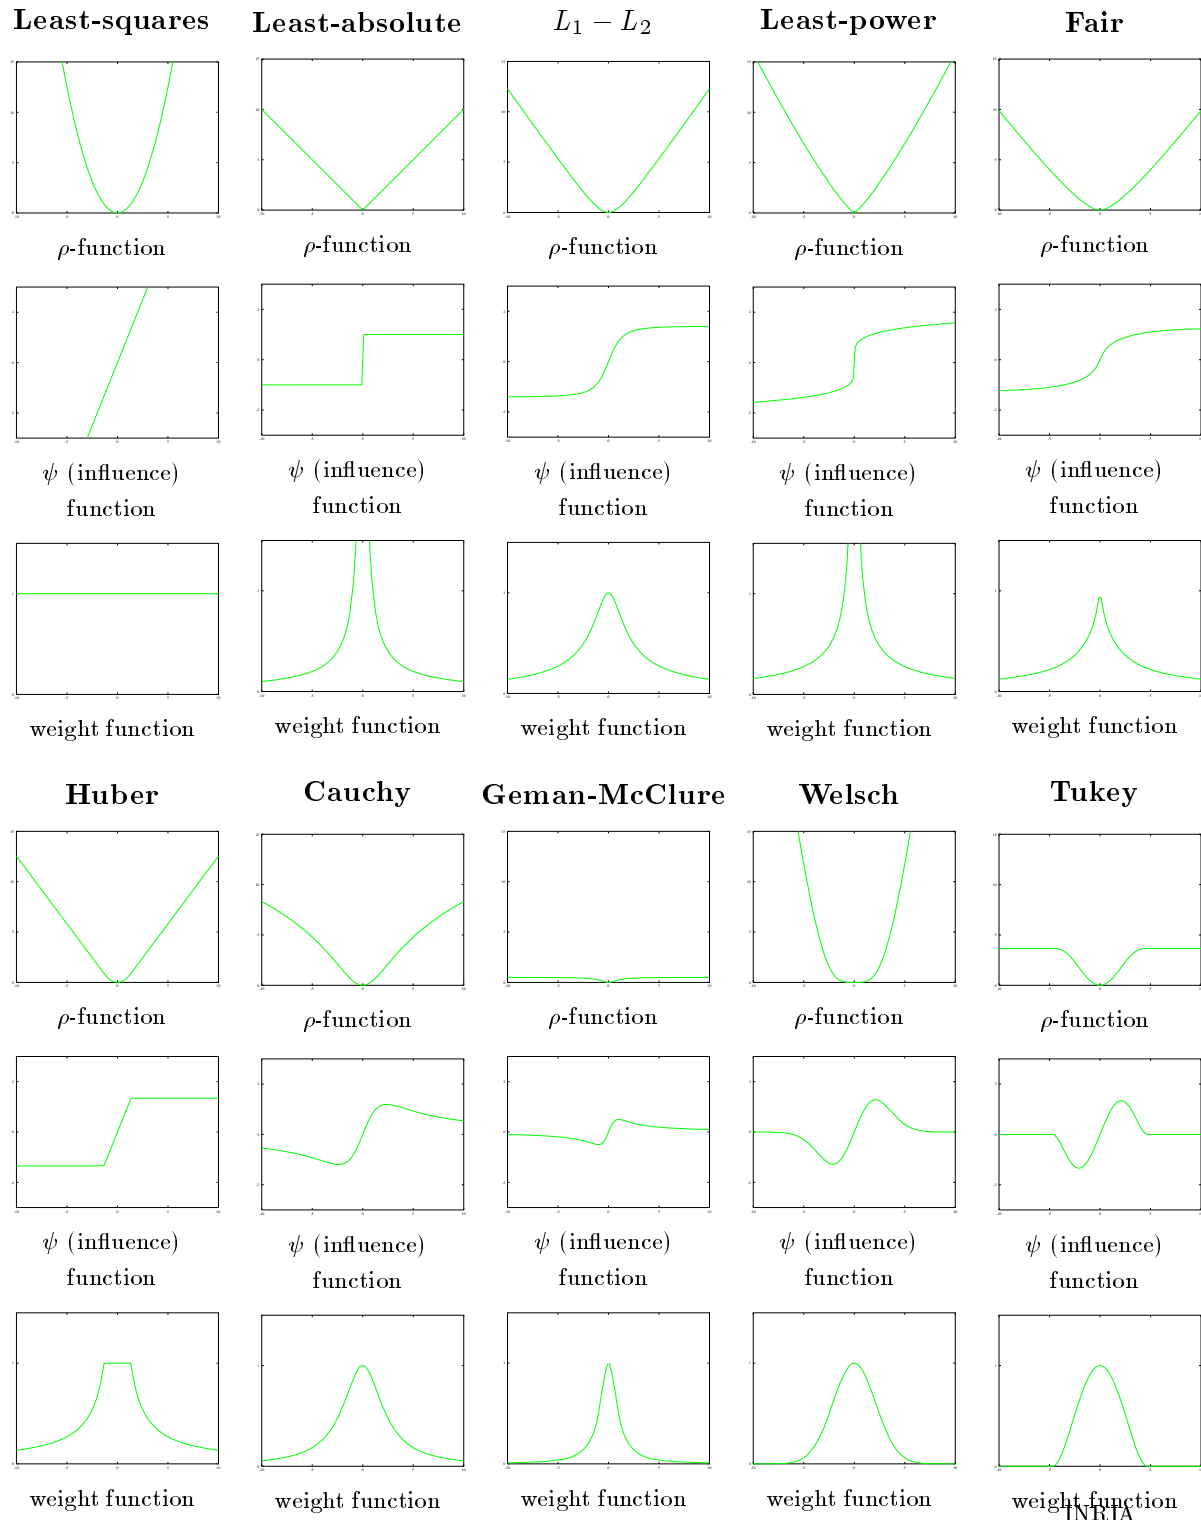 Least-squares Least-absolute L₁ − L₂ Least-power Fair
ρ-function ρ-function ρ-function ρ-function ρ-function
ψ (influence) ψ (influence) ψ (influence) ψ (influence) ψ (influence)
function function function function function
weight function weight function weight function weight function weight function
Huber Cauchy Geman-McClure Welsch Tukey
ρ-function ρ-function ρ-function ρ-function ρ-function
ψ (influence) ψ (influence) ψ (influence) ψ (influence) ψ (influence)
function function function function function
weight function weight function weight function weight function weight function
INRIA